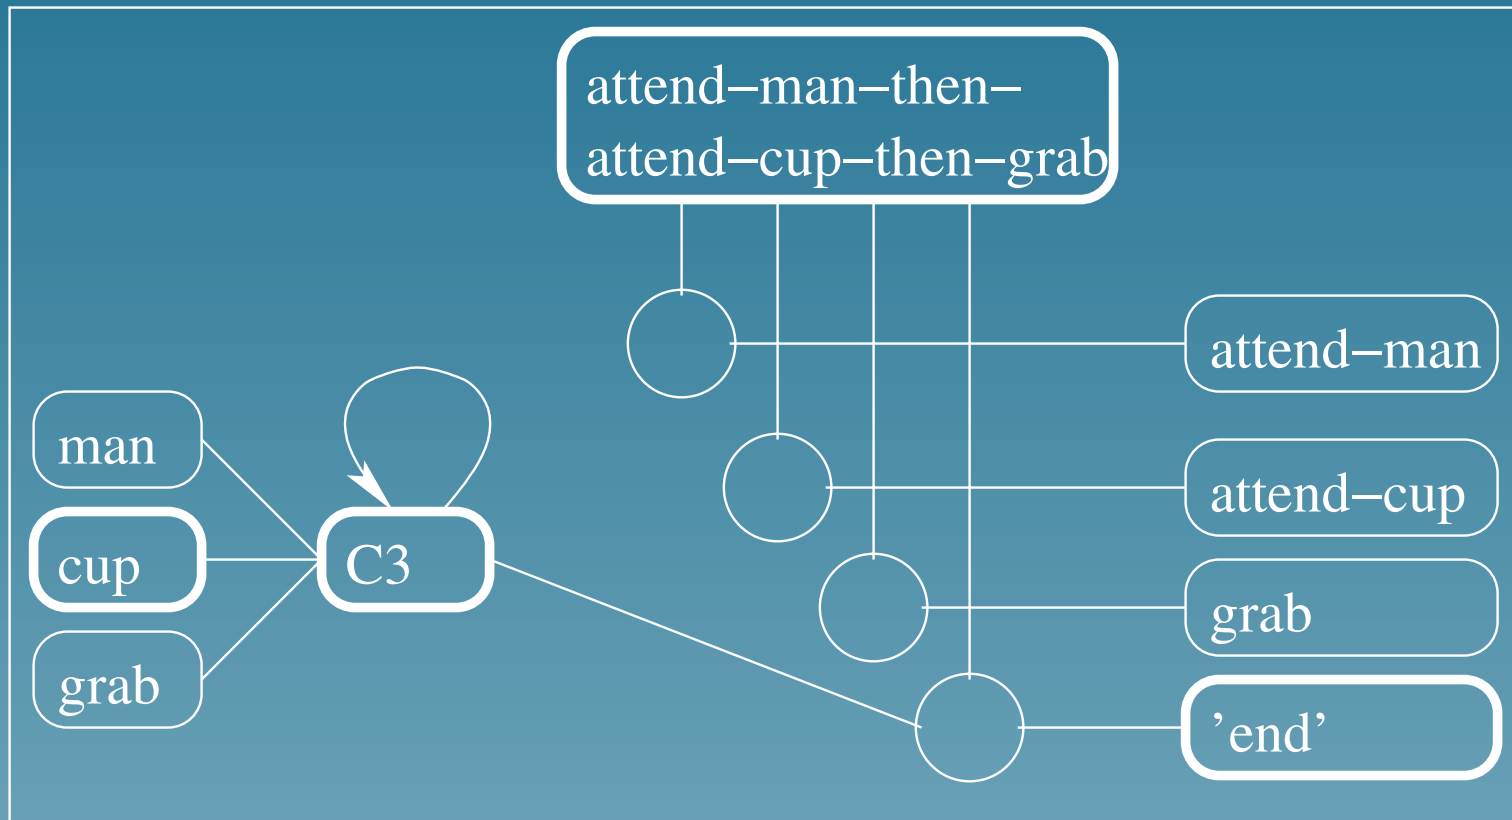 attend–man–then–
attend–cup–then–grab
attend–man
man
attend–cup
cup
C3
grab
grab
’end’